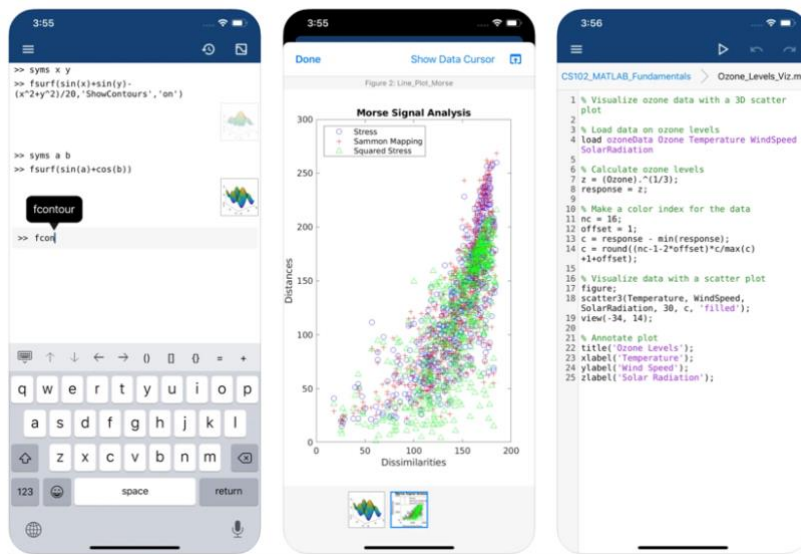 3:55
>> syms x y
>> fsurf(sin(x)+sin(y)-
(x^2+y^2)/20,'ShowContours','on')
>> syms a b
>> fsurf(sin(a)+cos(b))
fcontour
>> fcon
() [] {} = +
q w e r t y u i o p
a s d f g h j k l
z x c v b n m
123 space return
3:55
Done Show Data Cursor
Figure 2: Line_Plot_Morse
Morse Signal Analysis
Stress
Sammon Mapping
Squared Stress
300
250
200
150
100
50
0
Distances
0 50 100 150 200
Dissimilarities
3:56
CS102_MATLAB_Fundamentals Ozone_Levels_Viz.m
1 % Visualize ozone data with a 3D scatter
plot
2
3 % Load data on ozone levels
4 load ozoneData Ozone Temperature WindSpeed
SolarRadiation
5
6 % Calculate ozone levels
7 z = (Ozone).^(1/3);
8 response = z;
9
10 % Make a color index for the data
11 nc = 16;
12 offset = 1;
13 c = response - min(response);
14 c = round((nc-1-2*offset)*c/max(c)
+1+offset);
15
16 % Visualize data with a scatter plot
17 figure;
18 scatter3(Temperature, WindSpeed,
SolarRadiation, 30, c, 'filled');
19 view(-34, 14);
20
21 % Annotate plot
22 title('Ozone Levels');
23 xlabel('Temperature');
24 ylabel('Wind Speed');
25 zlabel('Solar Radiation');